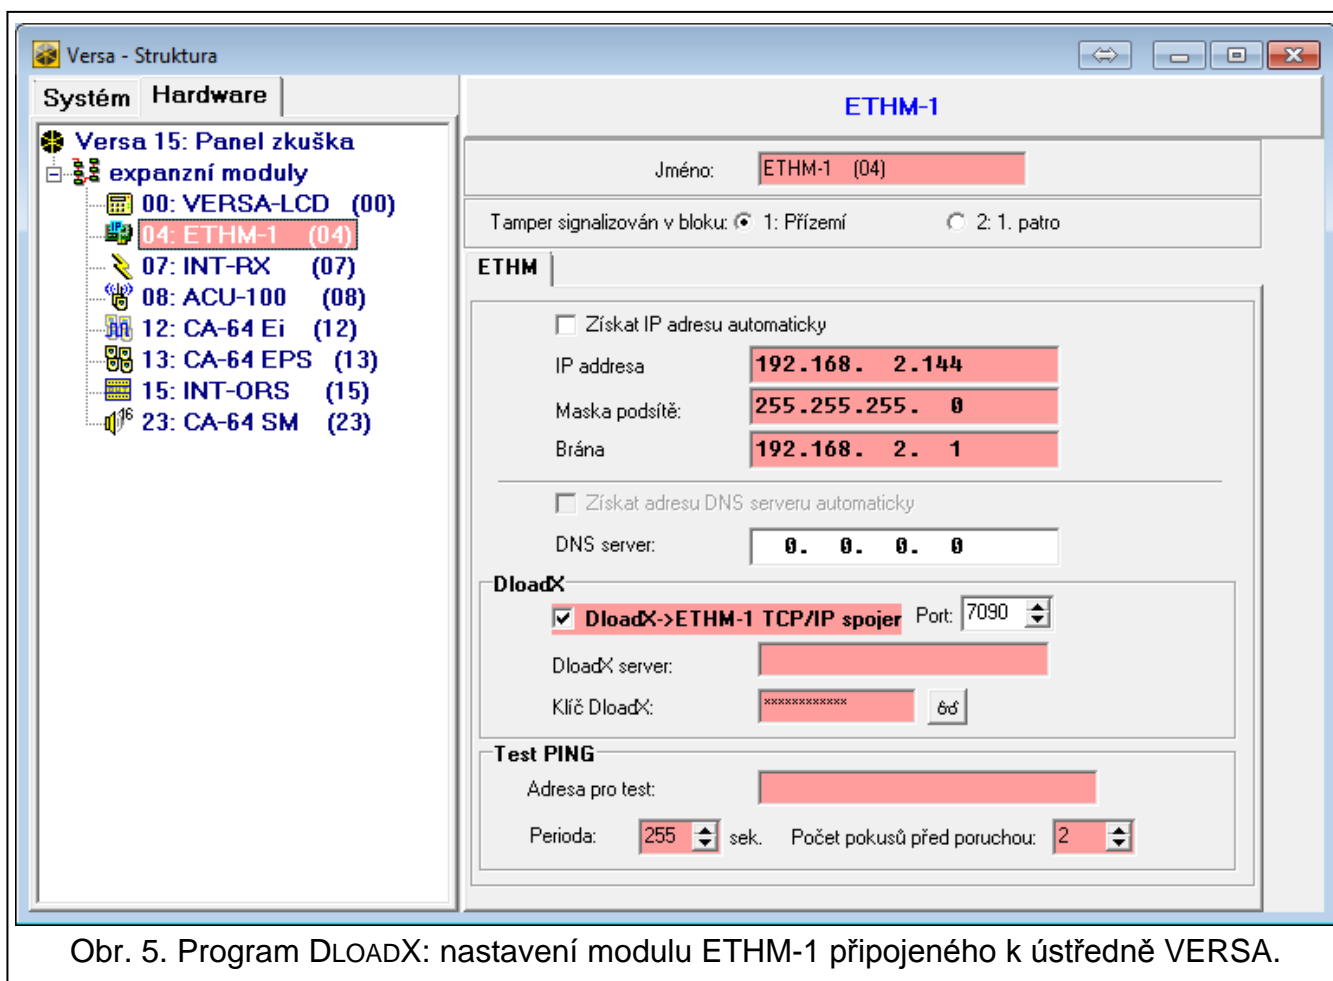 Versa - Struktura
Systém Hardware
Versa 15: Panel zkuška
expanzní moduly
00: VERSA-LCD (00)
04: ETHM-1 (04)
07: INT-RX (07)
08: ACU-100 (08)
12: CA-64 Ei (12)
13: CA-64 EPS (13)
15: INT-ORS (15)
23: CA-64 SM (23)
ETHM-1
Jméno: ETHM-1 (04)
Tamper signalizován v bloku: 1: Přízemí 2: 1. patro
ETHM
Získat IP adresu automaticky
IP addresa 192.168. 2.144
Maska podsítě: 255.255.255. 0
Brána 192.168. 2. 1
Získat adresu DNS serveru automaticky
DNS server: 0. 0. 0. 0
DloadX
DloadX->ETHM-1 TCP/IP spojer Port: 7090
DloadX server:
Klíč DloadX: ************
Test PING
Adresa pro test:
Perioda: 255 sek. Počet pokusů před poruchou: 2
Obr. 5. Program DLOADX: nastavení modulu ETHM-1 připojeného k ústředně VERSA.